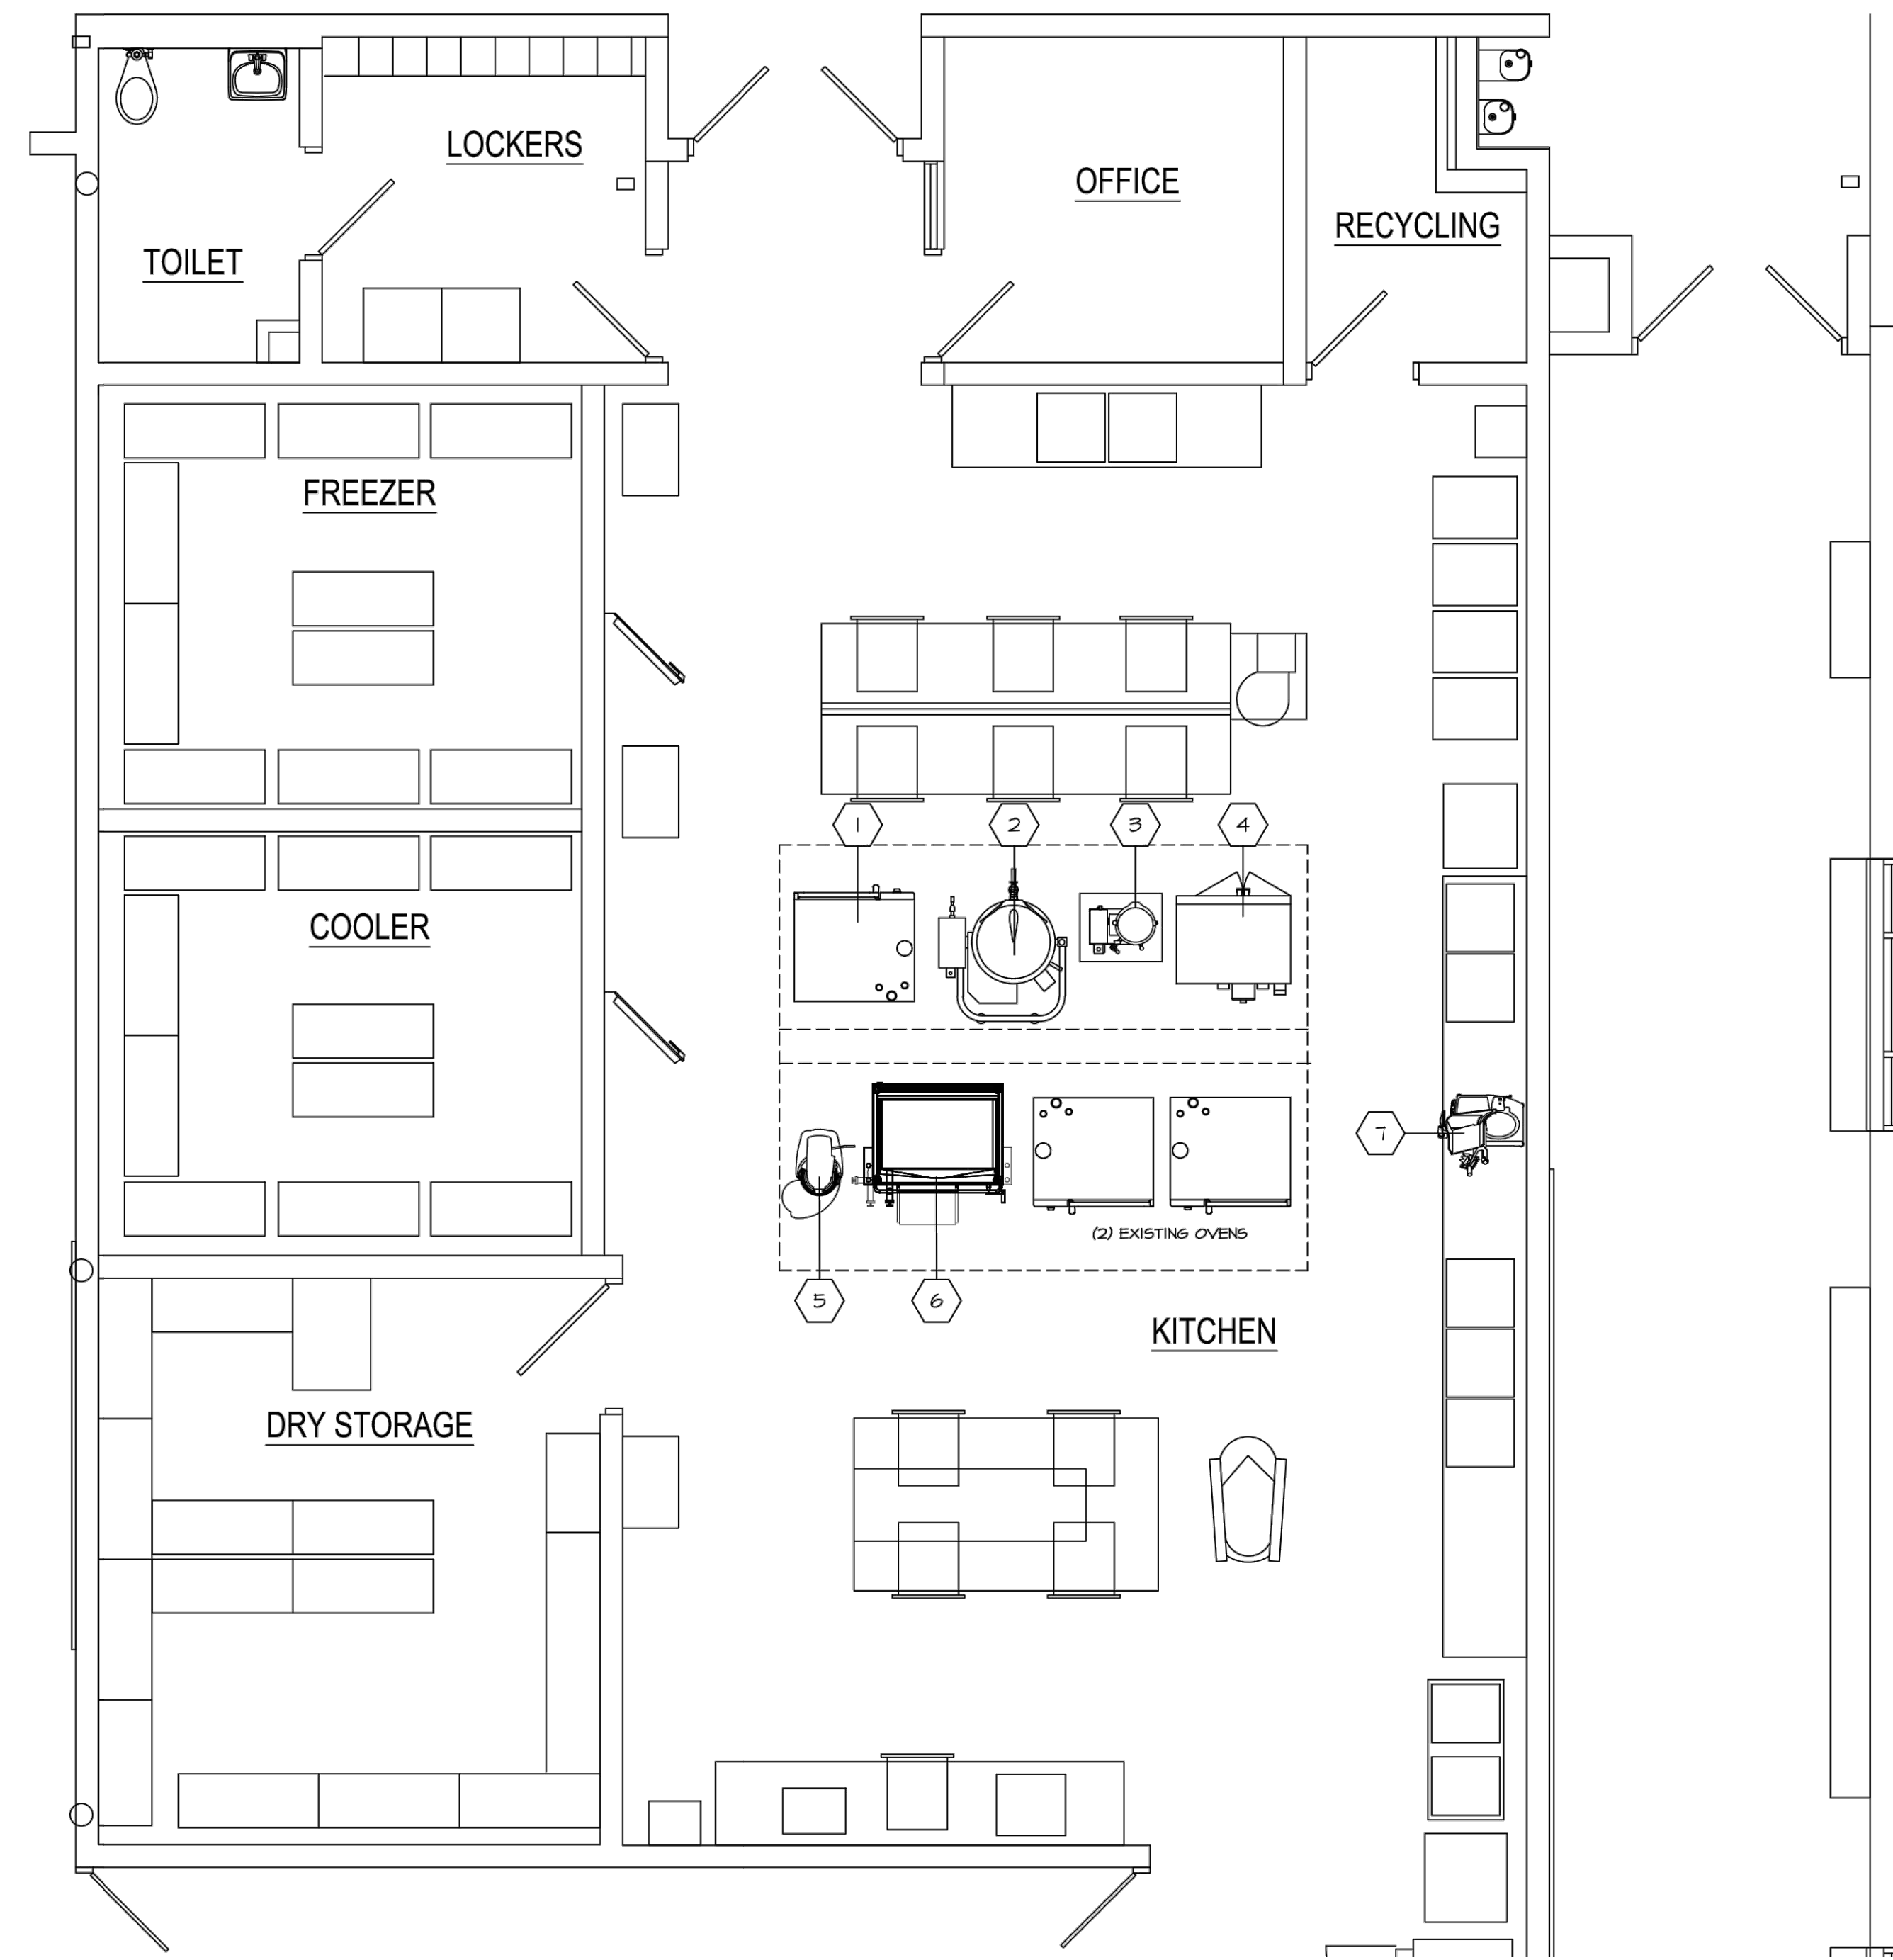 LOCKERS
OFFICE
RECYCLING
TOILET
FREEZER
1
2
3
4
COOLER
7
(2) EXISTING OVENS
5
6
KITCHEN
DRY STORAGE